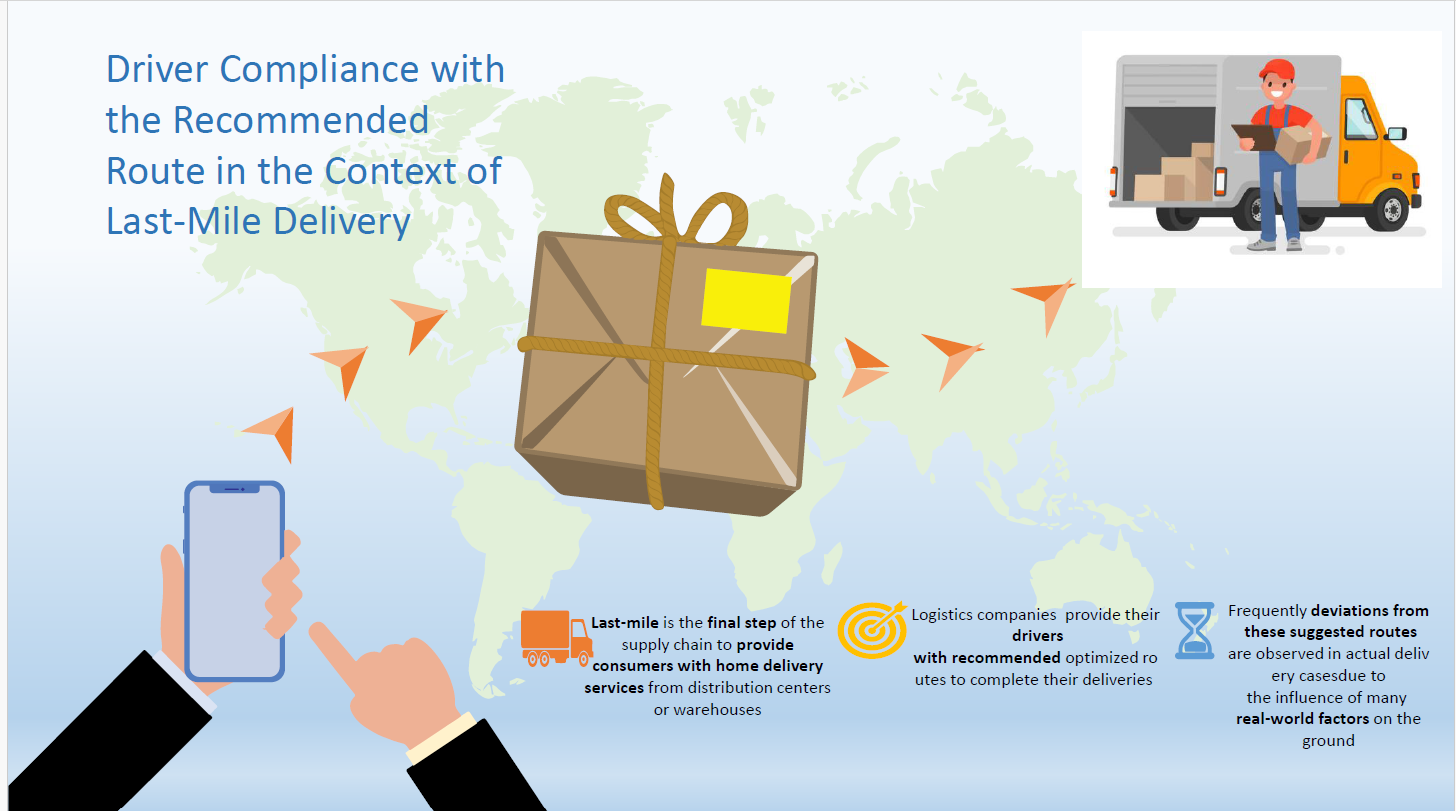 Driver Compliance with
the Recommended
Route in the Context of
Last-Mile Delivery
Last-mile is the final step of the
supply chain to provide
consumers with home delivery
services from distribution centers
or warehouses
Logistics companies  provide their
drivers
with recommended optimized ro
utes to complete their deliveries
Frequently deviations from
these suggested routes
are observed in actual deliv
ery casesdue to
the influence of many
real-world factors on the
ground